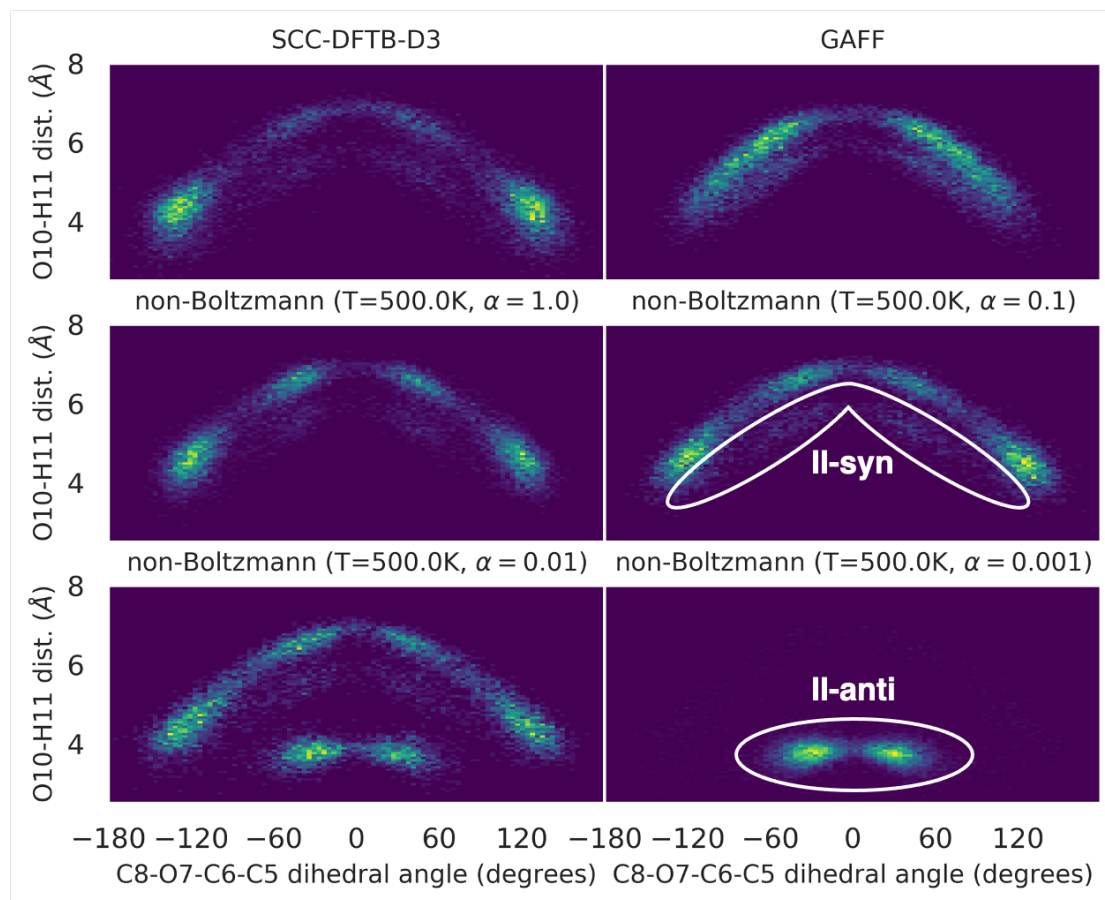 SCC-DFTB-D3 GAFF
8
6
4
O10-H11 dist. (Å)
non-Boltzmann (T=500.0K, α = 1.0) non-Boltzmann (T=500.0K, α = 0.1)
8
6
4
O10-H11 dist. (Å)
II-syn
non-Boltzmann (T=500.0K, α = 0.01) non-Boltzmann (T=500.0K, α = 0.001)
8
6
4
O10-H11 dist. (Å)
II-anti
−180 −120 −60 0 60 120 −180 −120 −60 0 60 120
C8-O7-C6-C5 dihedral angle (degrees) C8-O7-C6-C5 dihedral angle (degrees)